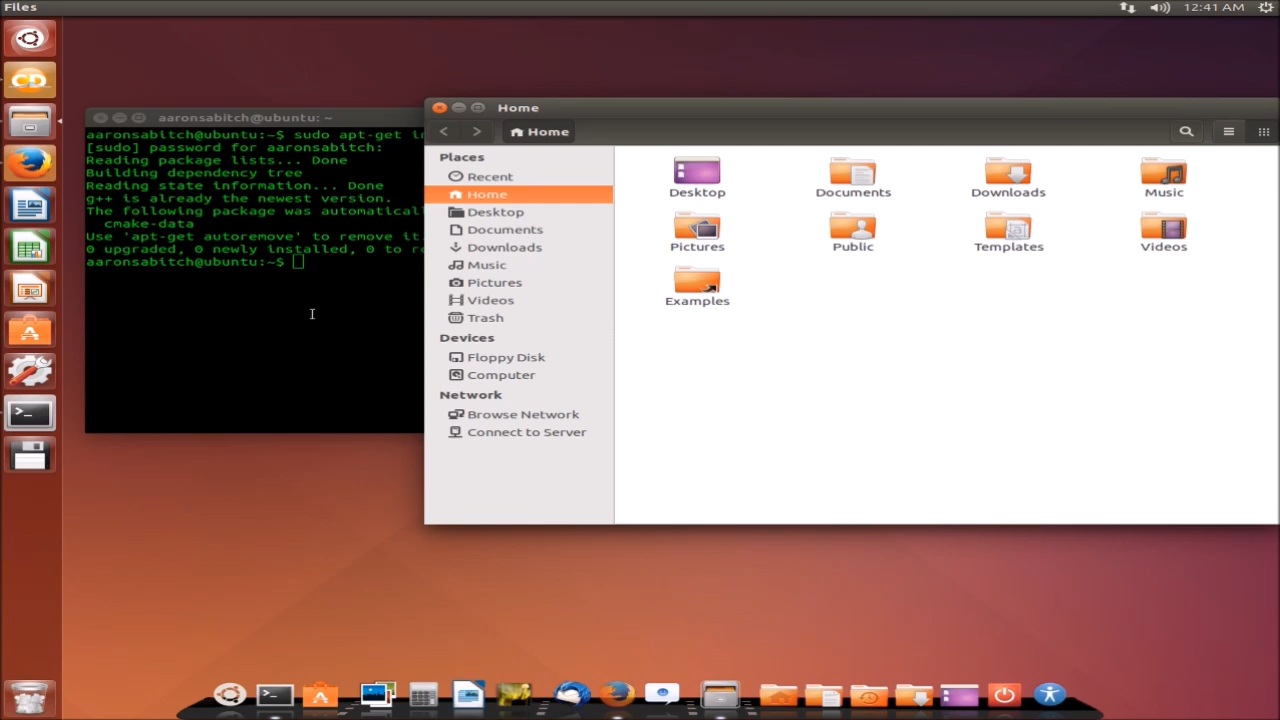 Files
12:41 AM
aaronsabitch@ubuntu: ~
aaronsabitch@ubuntu:~$ sudo apt-get
[sudo] password for aaronsabitch:
Reading package lists... Done
Building dependency tree
Reading state information... Done
g++ is already the newest version.
The following package was
cmake-data
Use 'apt-get autoremove' to remove it
0 upgraded, 0 newly installed, 0 to
aaronsabitch@ubuntu:~$
Home
Home
Places
Recent
Home
Desktop
Documents
Downloads
Music
Pictures
Videos
Trash
Devices
Floppy Disk
Computer
Network
Browse Network
Connect to Server
Desktop
Documents
Downloads
Music
Pictures
Public
Templates
Videos
Examples